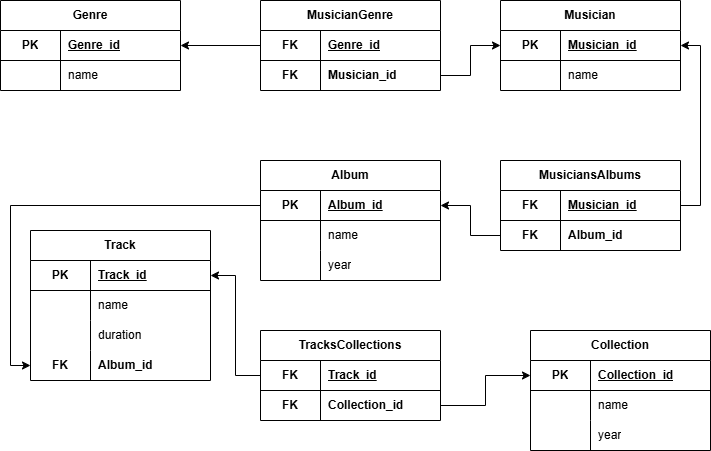 Genre
PK Genre_id
name
MusicianGenre
FK Genre_id
FK Musician_id
Musician
PK Musician_id
name
Album
PK Album_id
name
year
MusiciansAlbums
FK Musician_id
FK Album_id
Track
PK Track_id
name
duration
FK Album_id
TracksCollections
FK Track_id
FK Collection_id
Collection
PK Collection_id
name
year